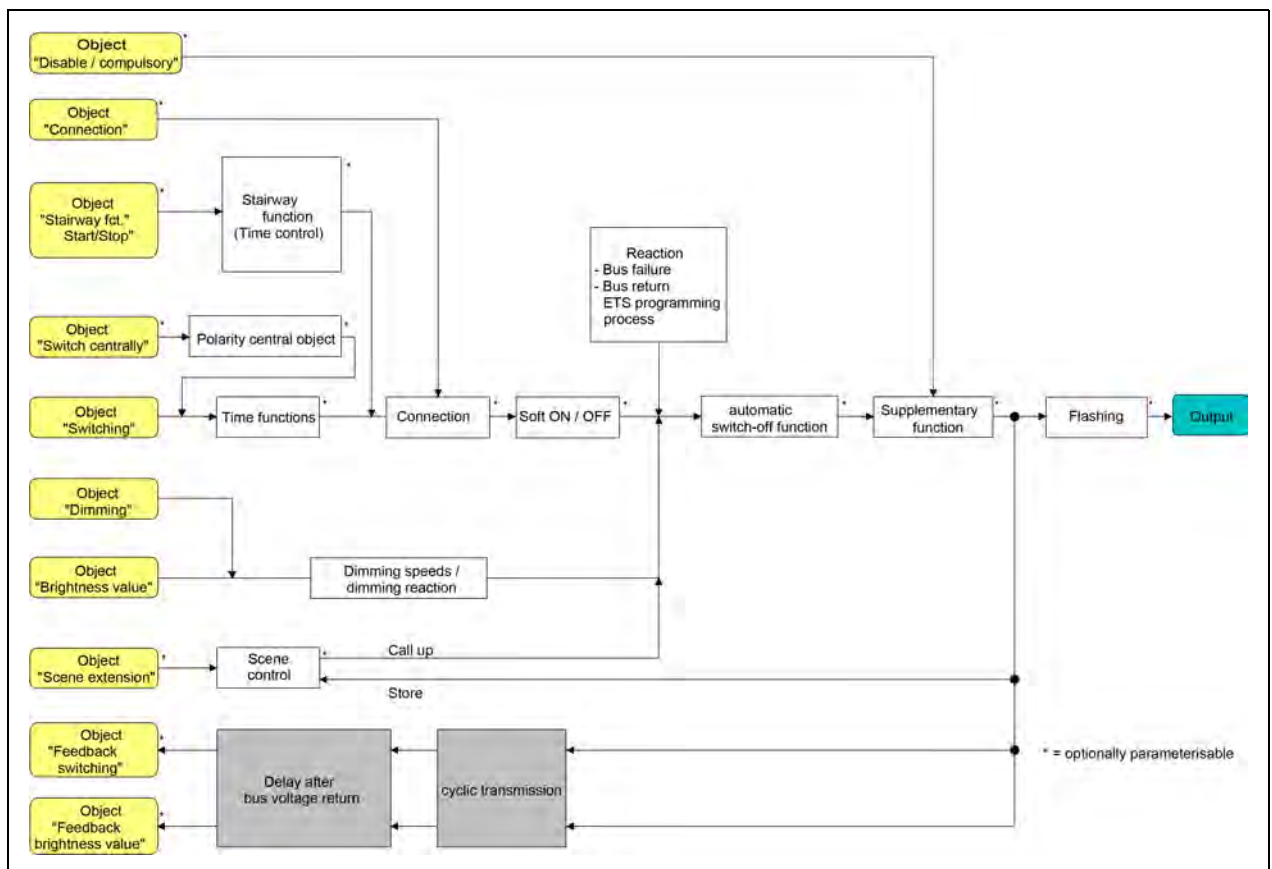 Object
"Disable / compulsory"
*
Object
"Connection"
*
Object
"Stairway fct."
Start/Stop"
*
Stairway
function
(Time control)
*
Reaction
- Bus failure
- Bus return
ETS programming
process
Object
"Switch centrally"
*
Polarity central object
*
Object
"Switching"
*
Time functions
*
Connection
*
Soft ON / OFF
*
automatic
switch-off function
*
Supplementary
function
*
Flashing
*
Output
Object
"Dimming"
Object
"Brightness value"
Dimming speeds /
dimming reaction
Object
"Scene extension"
*
Scene
control
*
Call up
Store
Object
"Feedback
switching"
*
Delay after
bus voltage return
cyclic transmission
* = optionally parameterisable
Object
"Feedback
brightness value"
*